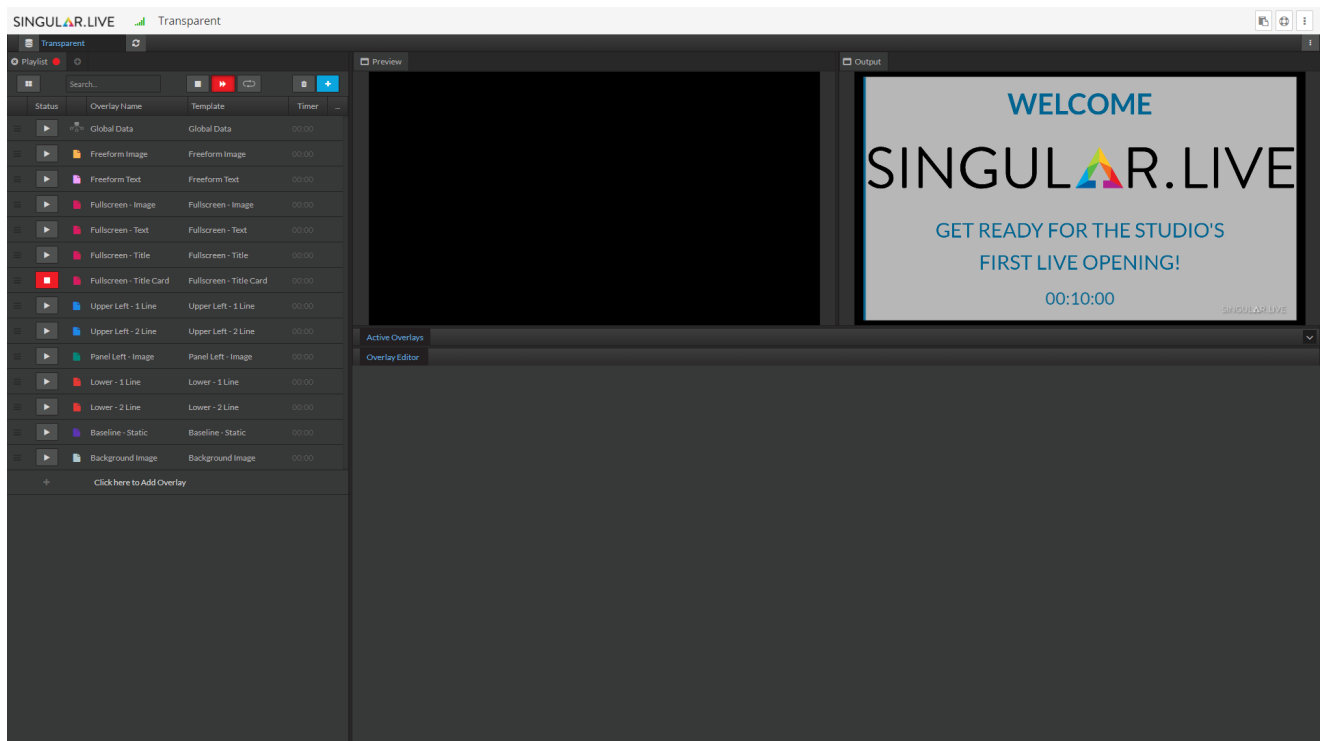 SINGULAR.LIVE Transparent
Transparent
Playlist
Search...
Status Overlay Name Template Timer ...
Global Data Global Data 00:00
Freeform Image Freeform Image 00:00
Freeform Text Freeform Text 00:00
Fullscreen - Image Fullscreen - Image 00:00
Fullscreen - Text Fullscreen - Text 00:00
Fullscreen - Title Fullscreen - Title 00:00
Fullscreen - Title Card Fullscreen - Title Card 00:00
Upper Left - 1 Line Upper Left - 1 Line 00:00
Upper Left - 2 Line Upper Left - 2 Line 00:00
Panel Left - Image Panel Left - Image 00:00
Lower - 1 Line Lower - 1 Line 00:00
Lower - 2 Line Lower - 2 Line 00:00
Baseline - Static Baseline - Static 00:00
Background Image Background Image 00:00
Click here to Add Overlay
Preview
Output
WELCOME
SINGULAR.LIVE
GET READY FOR THE STUDIO'S
FIRST LIVE OPENING!
00:10:00
SINGULAR.LIVE
Active Overlays
Overlay Editor